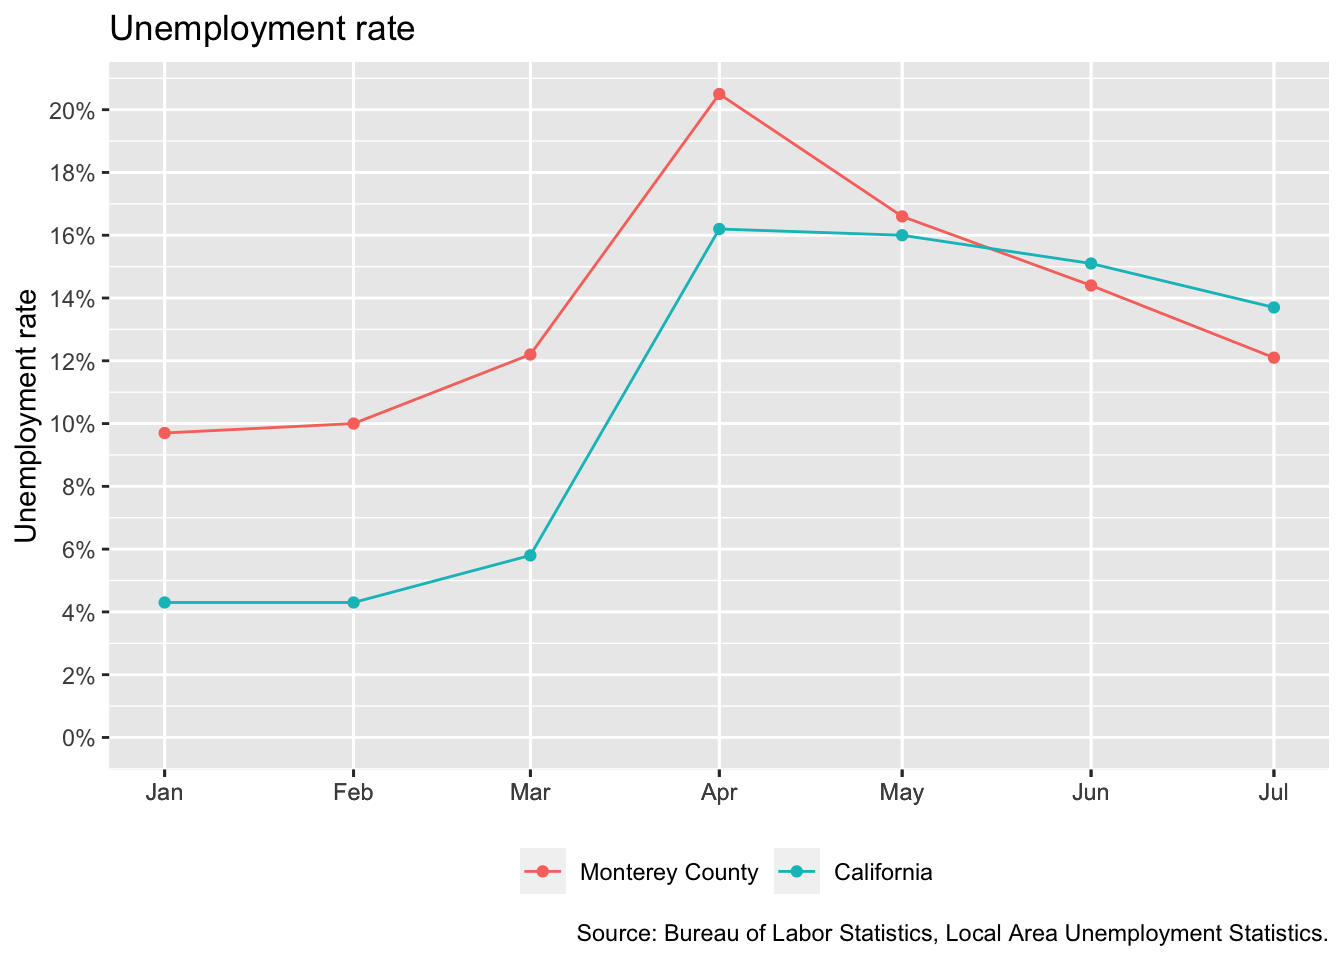 Unemployment rate
Unemployment rate
20%
18%
16%
14%
12%
10%
8%
6%
4%
2%
0%
Jan Feb Mar Apr May Jun Jul
Monterey County California
Source: Bureau of Labor Statistics, Local Area Unemployment Statistics.